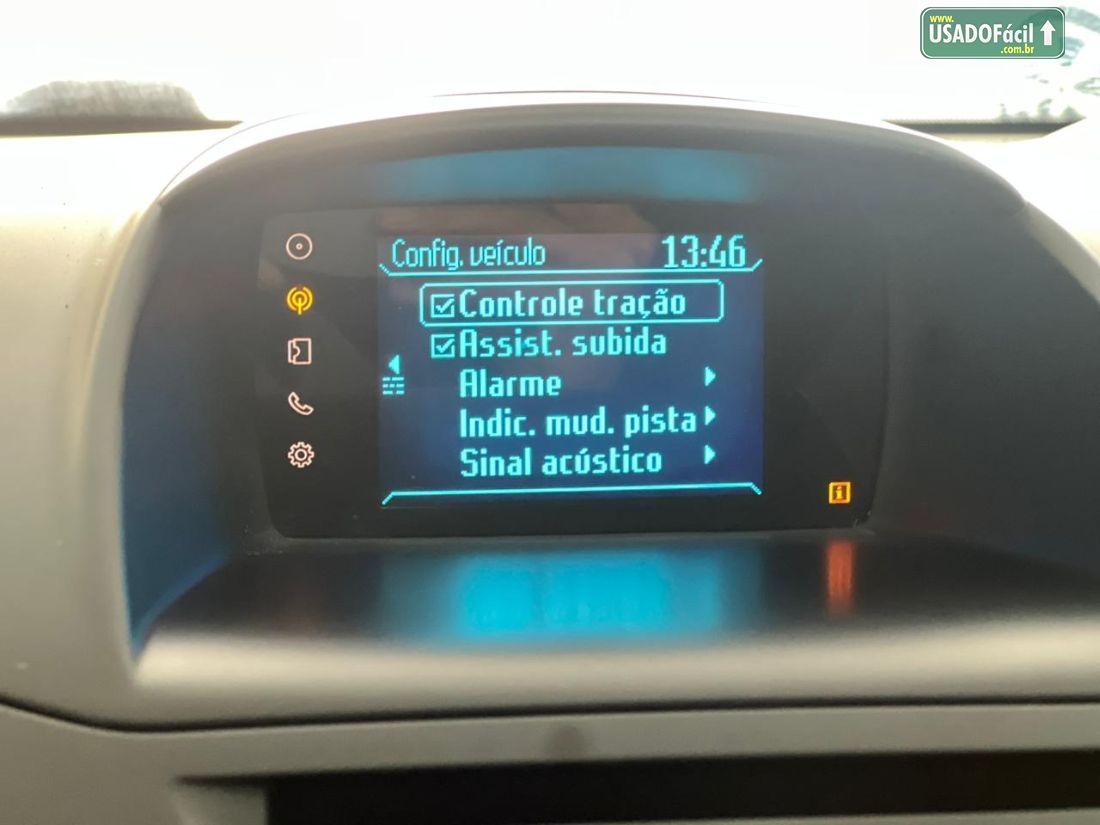 www.
USADOFácil
.com.br
Config. veículo 13:46
Controle tração
Assist. subida
Alarme
Indic. mud. pista
Sinal acústico
i